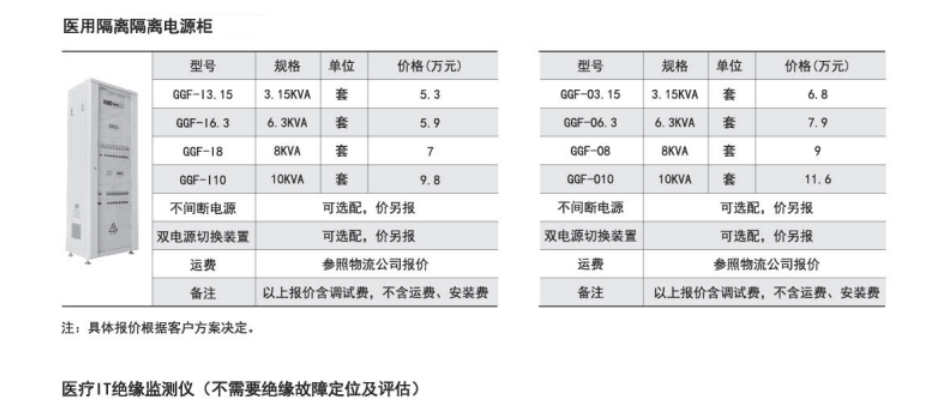 医用隔离隔离电源柜
型号 规格 单位 价格(万元)
GGF-I3.15 3.15KVA 套 5.3
GGF-I6.3 6.3KVA 套 5.9
GGF-I8 8KVA 套 7
GGF-I10 10KVA 套 9.8
不间断电源 可选配，价另报
双电源切换装置 可选配，价另报
运费 参照物流公司报价
备注 以上报价含调试费，不含运费、安装费
型号 规格 单位 价格(万元)
GGF-O3.15 3.15KVA 套 6.8
GGF-O6.3 6.3KVA 套 7.9
GGF-O8 8KVA 套 9
GGF-O10 10KVA 套 11.6
不间断电源 可选配，价另报
双电源切换装置 可选配，价另报
运费 参照物流公司报价
备注 以上报价含调试费，不含运费、安装费
注：具体报价根据客户方案决定。
医疗IT绝缘监测仪（不需要绝缘故障定位及评估）